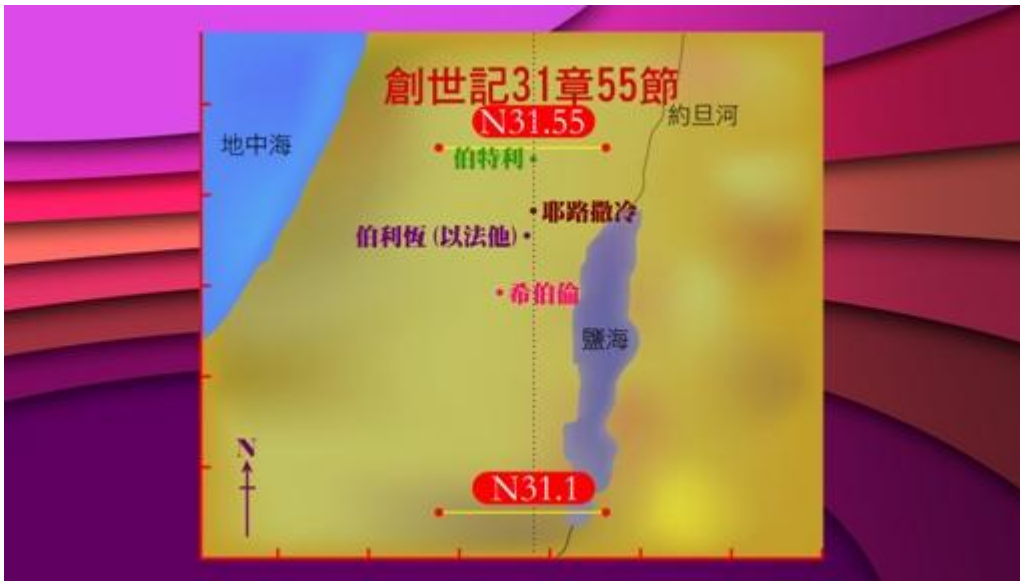 創世記31章55節
N31.55
約旦河
地中海
伯特利
耶路撒冷
伯利恆(以法他)
希伯倫
鹽海
N
N31.1